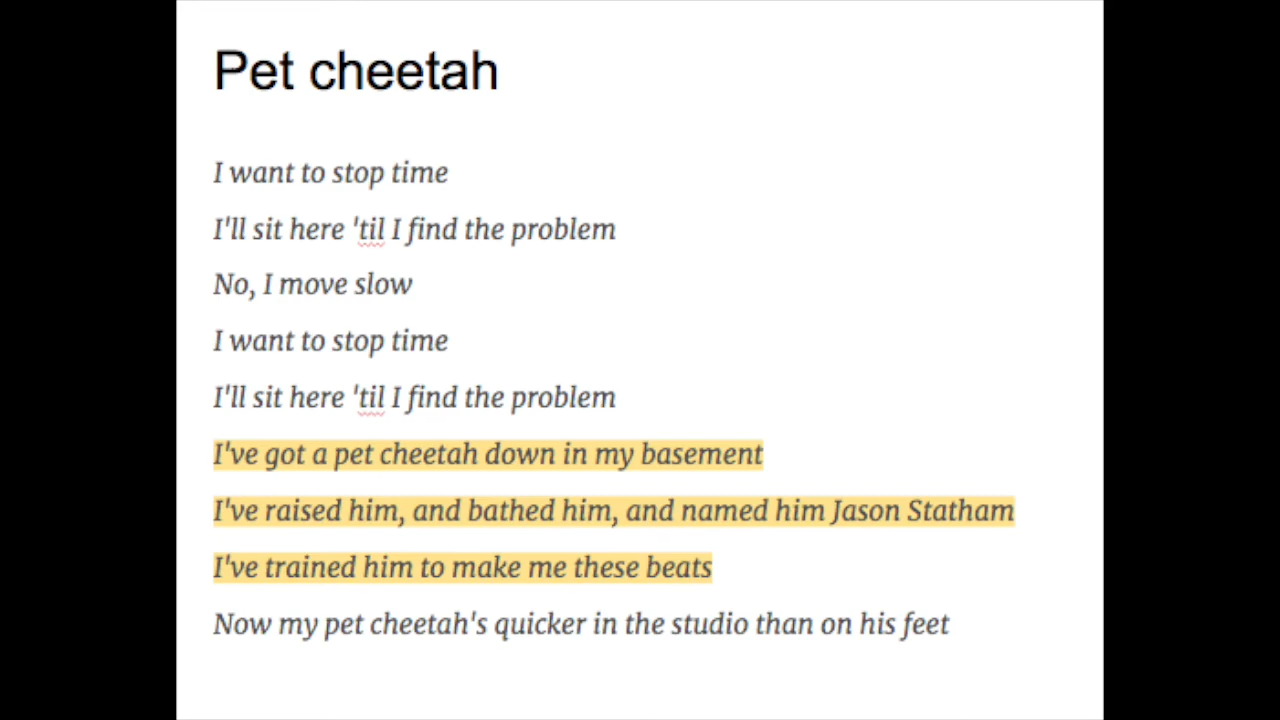 Pet cheetah
I want to stop time
I'll sit here 'til I find the problem
No, I move slow
I want to stop time
I'll sit here 'til I find the problem
I've got a pet cheetah down in my basement
I've raised him, and bathed him, and named him Jason Statham
I've trained him to make me these beats
Now my pet cheetah's quicker in the studio than on his feet